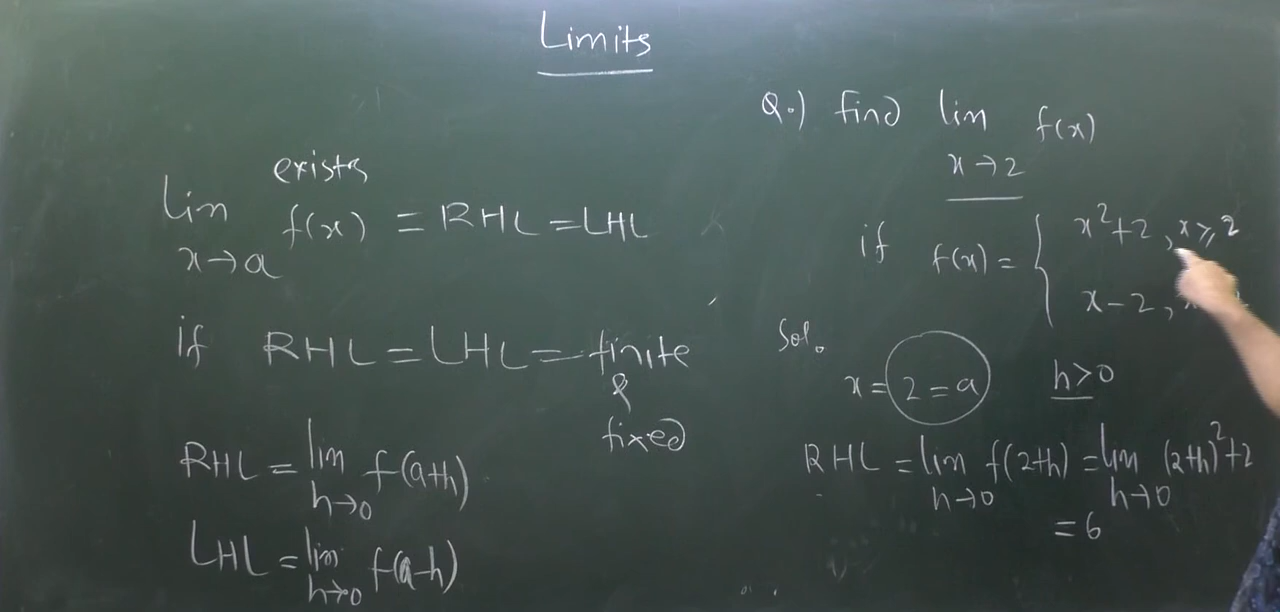 Limits
exists
lim f(x) = RHL = LHL
x→a
if RHL = LHL = finite
&
fixed
RHL = lim f(a+h)
h→0
LHL = lim f(a-h)
h→0
Q.) find lim f(x)
x→2
if f(x) = { x²+2, x≥2
x-2,
Sol.
x = 2 = a h>0
RHL = lim f(2+h) = lim (2+h)²+2
h→0 h→0
= 6